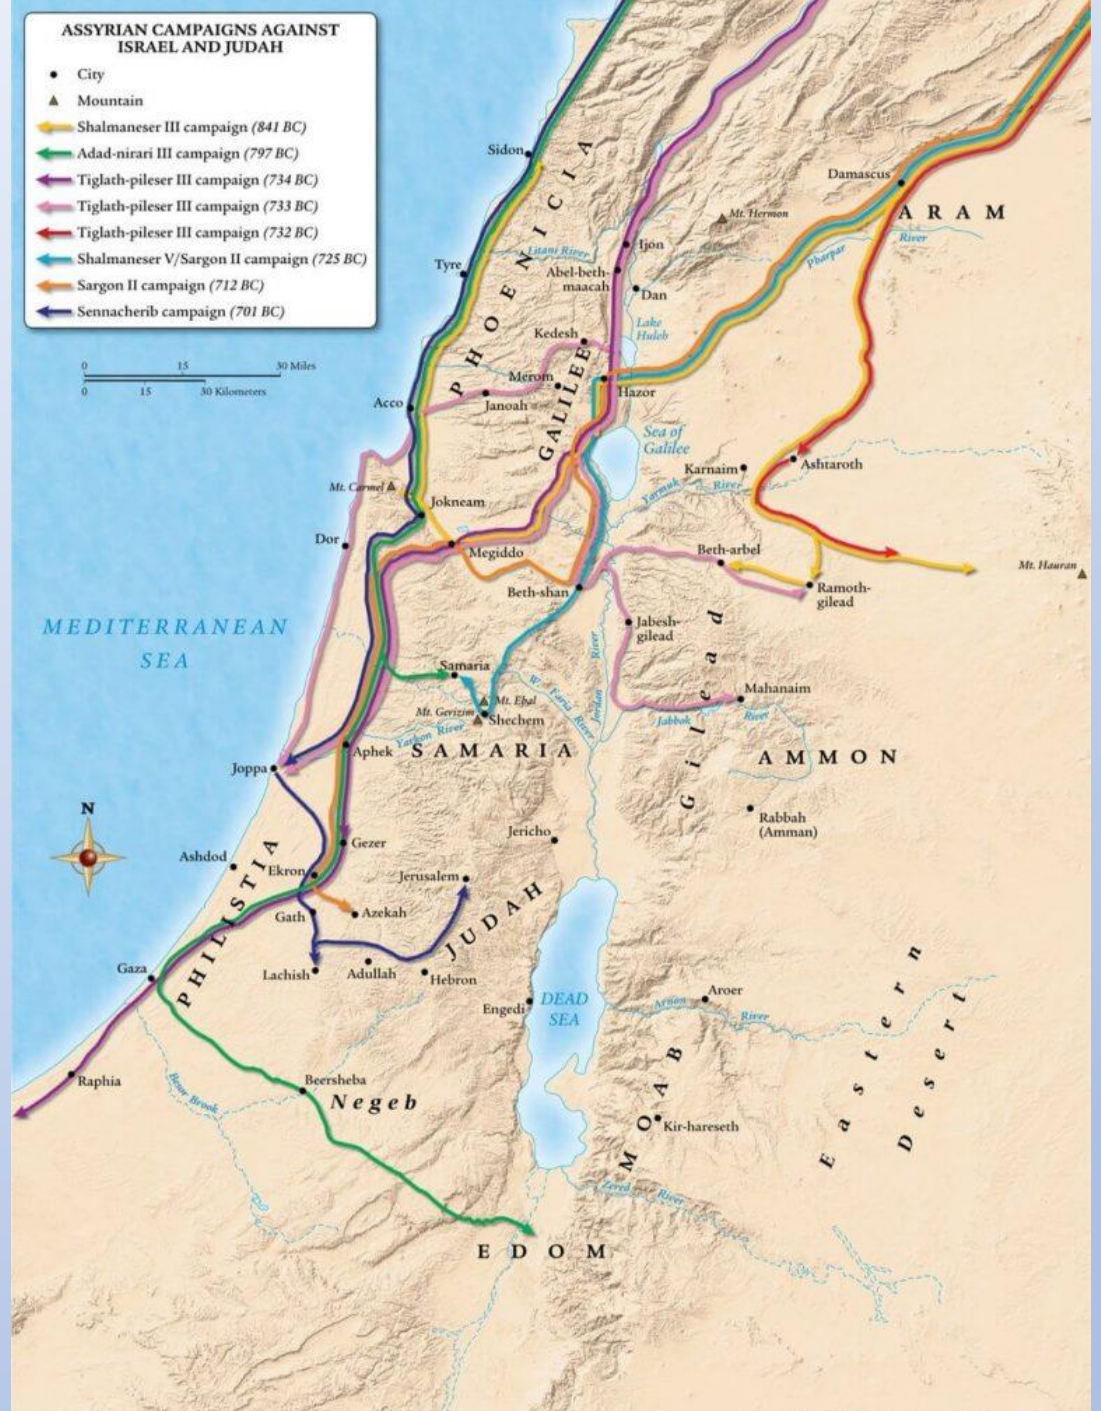 ASSYRIAN CAMPAIGNS AGAINST
ISRAEL AND JUDAH
City
Mountain
Shalmaneser III campaign (841 BC)
Adad-nirari III campaign (797 BC)
Tiglath-pileser III campaign (734 BC)
Tiglath-pileser III campaign (733 BC)
Tiglath-pileser III campaign (732 BC)
Shalmaneser V/Sargon II campaign (725 BC)
Sargon II campaign (712 BC)
Sennacherib campaign (701 BC)
0 15 30 Miles
0 15 30 Kilometers
Sidon
Damascus
ARAM
Mt. Hermon
PHOENICIA
Litani River
Ijon
Pharpar
River
Tyre
Abel-beth-
maacah
Dan
Lake
Huleh
Kedesh
Merom
Hazor
Janoah
GALILEE
Acco
Sea of
Galilee
Karnaim
Ashtaroth
Yarmuk
River
Mt. Carmel
Jokneam
Dor
Megiddo
Beth-arbel
Mt. Hauran
Beth-shan
Ramoth-
gilead
MEDITERRANEAN
SEA
Jabesh-
gilead
Gilead
Jordan
River
Samaria
Mt. Ebal
W. Faria River
Mahanaim
Mt. Gerizim
Shechem
Jabbok
River
Yarkon River
Aphek
SAMARIA
AMMON
Joppa
N
Rabbah
(Amman)
Gezer
Jericho
Ashdod
Ekron
Jerusalem
PHILISTIA
Gath
Azekah
JUDAH
Gaza
Lachish
Adullah
Hebron
Engedi
DEAD
SEA
Aroer
Arnon
River
Eastern
Desert
Raphia
Besor Brook
Beersheba
Negeb
MOAB
Kir-hareseth
Zered
River
EDOM